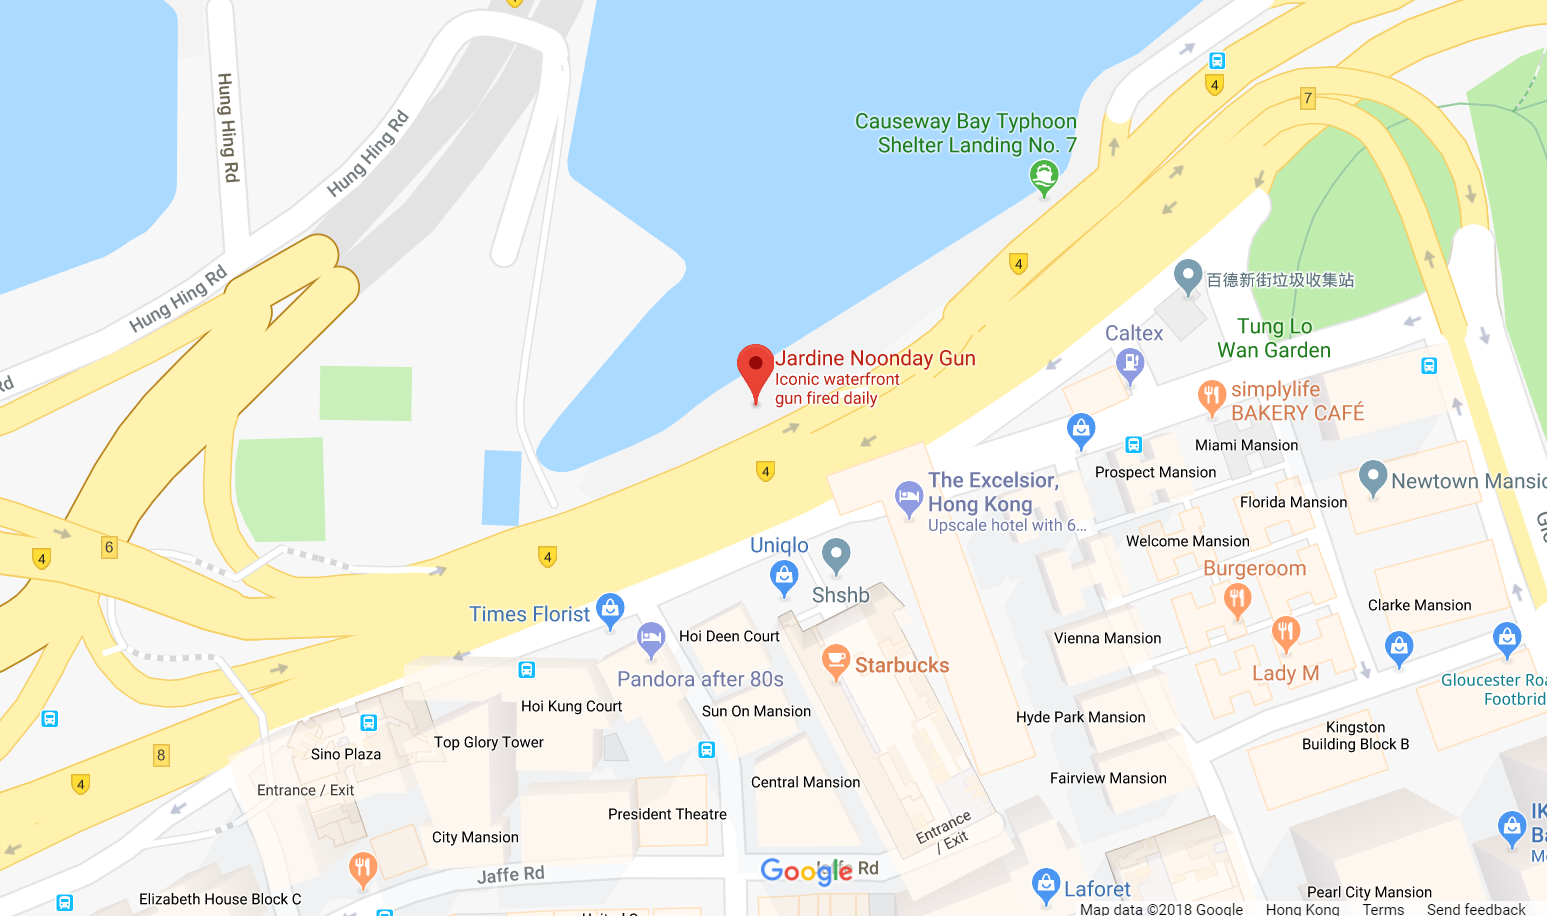 4
Hung Hing Rd
Hung Hing Rd
Hung Hing Rd
Rd
4
7
Causeway Bay Typhoon
Shelter Landing No. 7
4
百德新街垃圾收集站
Tung Lo
Wan Garden
Caltex
Jardine Noonday Gun
Iconic waterfront
gun fired daily
simplylife
BAKERY CAFÉ
Miami Mansion
Prospect Mansion
4
The Excelsior,
Hong Kong
Upscale hotel with 6...
Newtown Mansio
Florida Mansion
Welcome Mansion
Glo
6
4
4
Uniqlo
Shshb
Burgeroom
Times Florist
Clarke Mansion
Hoi Deen Court
Vienna Mansion
Starbucks
Lady M
Pandora after 80s
Gloucester Roa
Footbrid
Hoi Kung Court
Sun On Mansion
Hyde Park Mansion
Kingston
Building Block B
Top Glory Tower
Sino Plaza
8
4
Entrance / Exit
Central Mansion
Fairview Mansion
President Theatre
City Mansion
Entrance
/ Exit
IK
Ba
Mo
Jaffe Rd
Google
Jaffe Rd
Elizabeth House Block C
Laforet
Pearl City Mansion
Map data ©2018 Google
Hong Kong
Terms
Send feedback